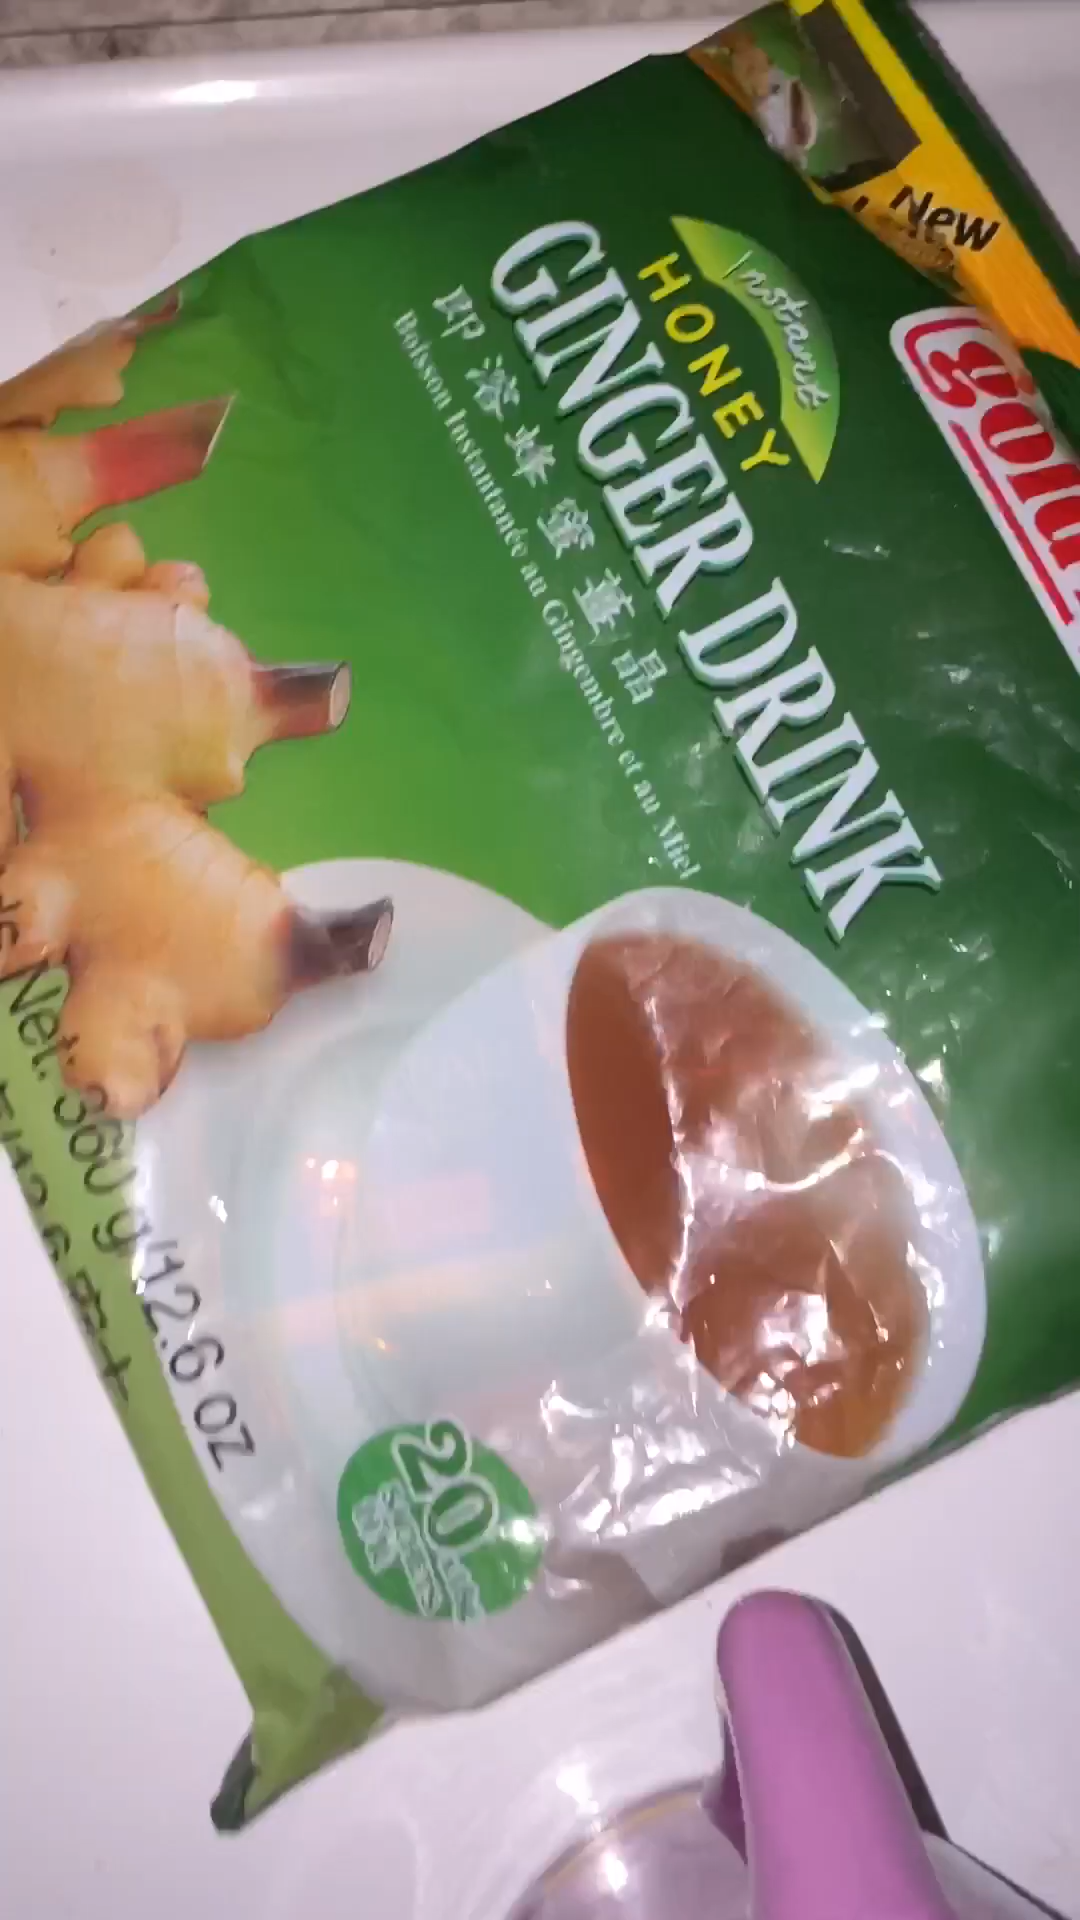 New
Instant
HONEY
GINGER DRINK
即溶蜂蜜薑晶
Boisson Instantanée au Gingembre et au Miel
Net: 360 g/12.6 OZ
20
SACHETS